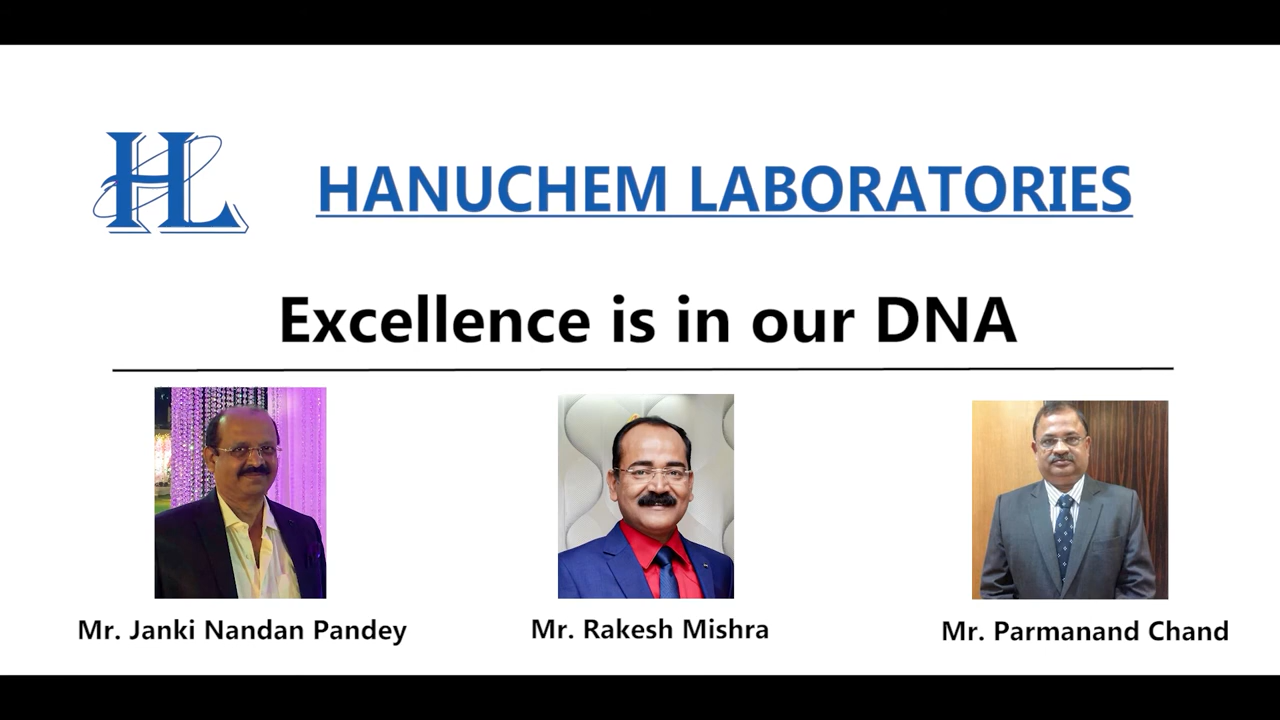 HL
HANUCHEM LABORATORIES
Excellence is in our DNA
Mr. Janki Nandan Pandey
Mr. Rakesh Mishra
Mr. Parmanand Chand